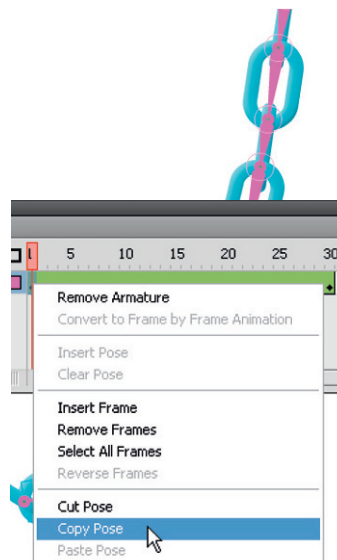 1 5 10 15 20 25 30
Remove Armature
Convert to Frame by Frame Animation
Insert Pose
Clear Pose
Insert Frame
Remove Frames
Select All Frames
Reverse Frames
Cut Pose
Copy Pose
Paste Pose